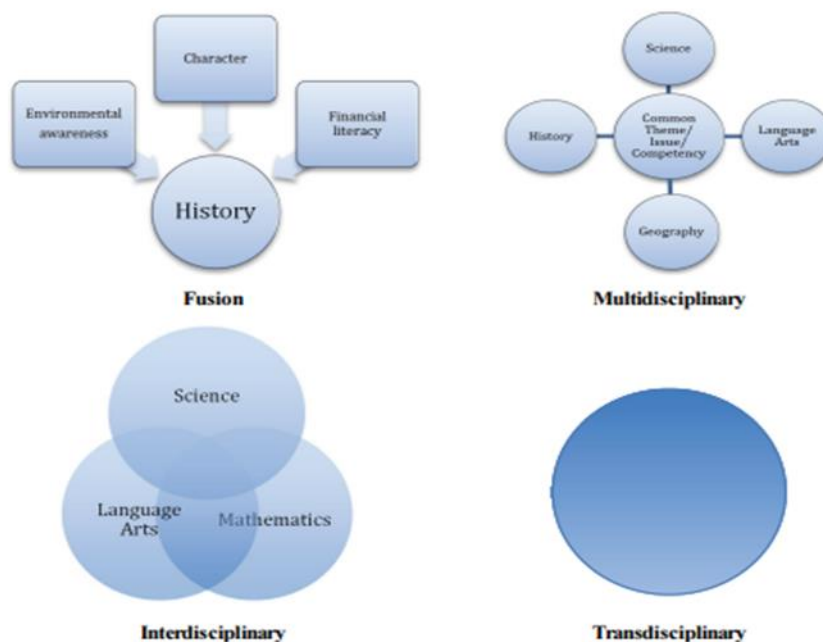 Character
Environmental
awareness
Financial
literacy
History
Fusion
Science
History
Common
Theme/
Issue/
Competency
Language
Arts
Geography
Multidisciplinary
Science
Language
Arts
Mathematics
Interdisciplinary
Transdisciplinary